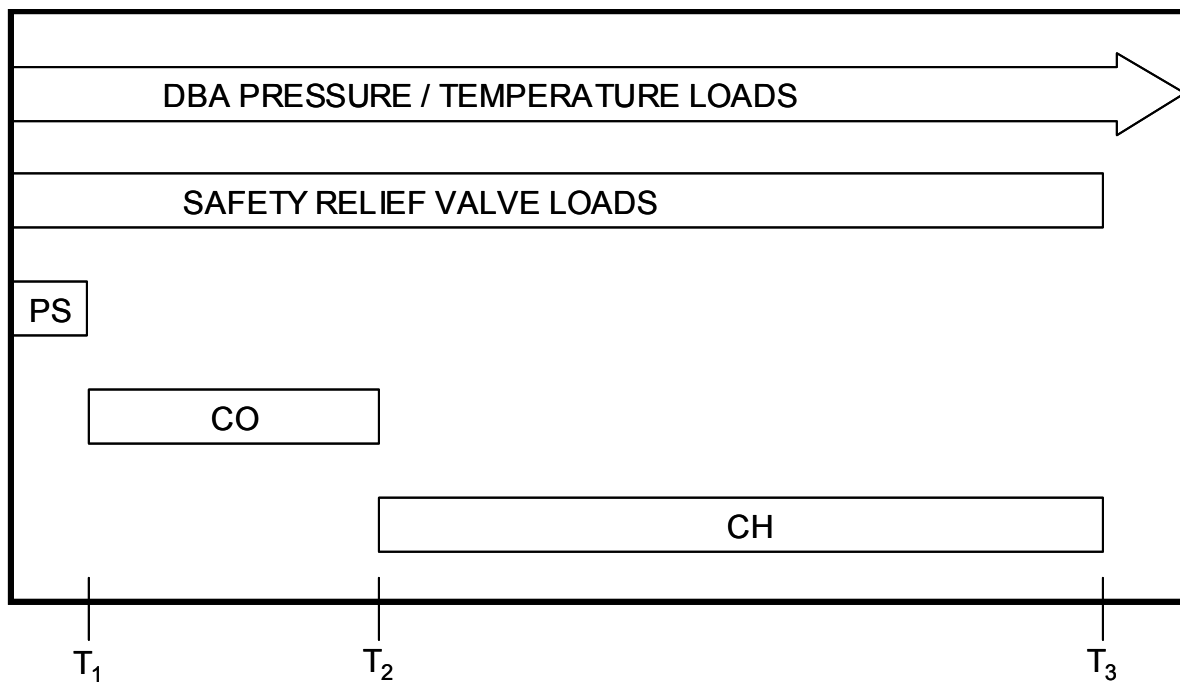 DBA PRESSURE / TEMPERATURE LOADS
SAFETY RELIEF VALVE LOADS
PS
CO
CH
T1
T2
T3